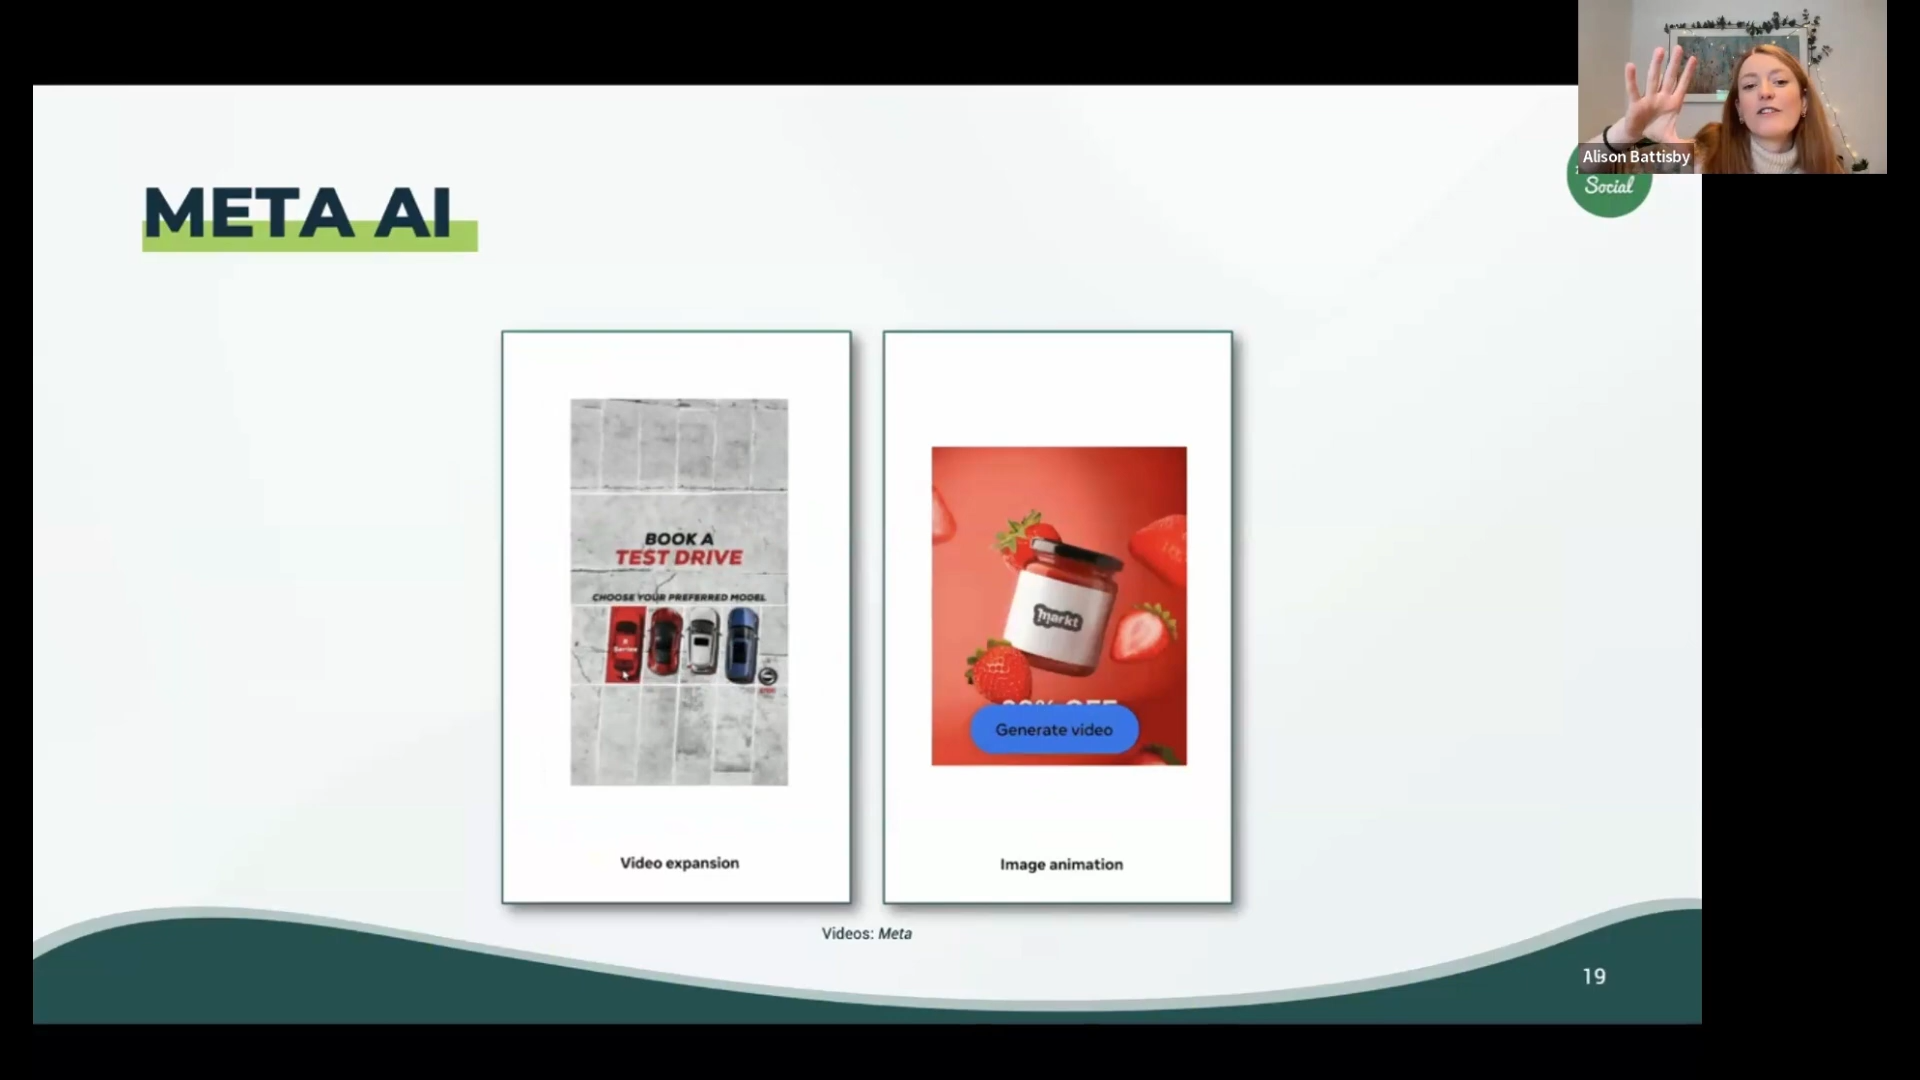 Alison Battisby
Social
META AI
BOOK A
TEST DRIVE
CHOOSE YOUR PREFERRED MODEL
Series
markt
Generate video
Video expansion
Image animation
Videos: Meta
19